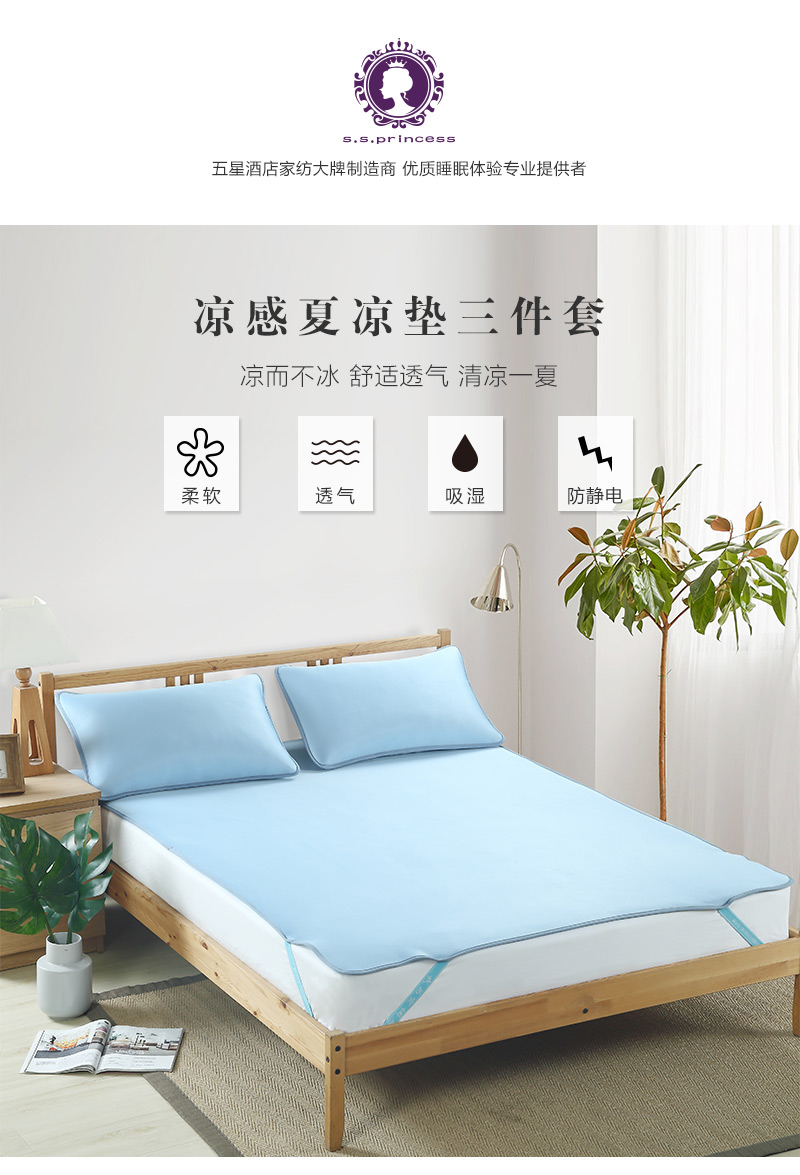 s.s.princess
五星酒店家纺大牌制造商 优质睡眠体验专业提供者
凉感夏凉垫三件套
凉而不冰 舒适透气 清凉一夏
柔软
透气
吸湿
防静电